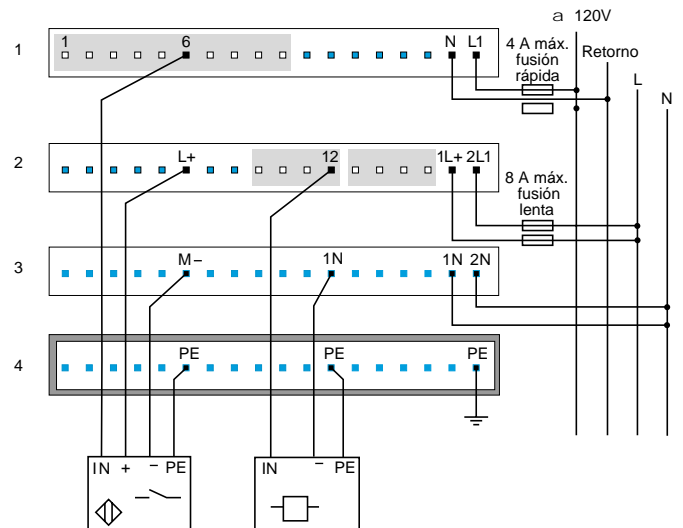 a 120V
1
1 6 N L1
4 A máx.
fusión
rápida
Retorno
L
N
2
L+ 12 1L+ 2L1
8 A máx.
fusión
lenta
3
M– 1N 1N 2N
4
PE PE PE
IN + – PE
IN – PE